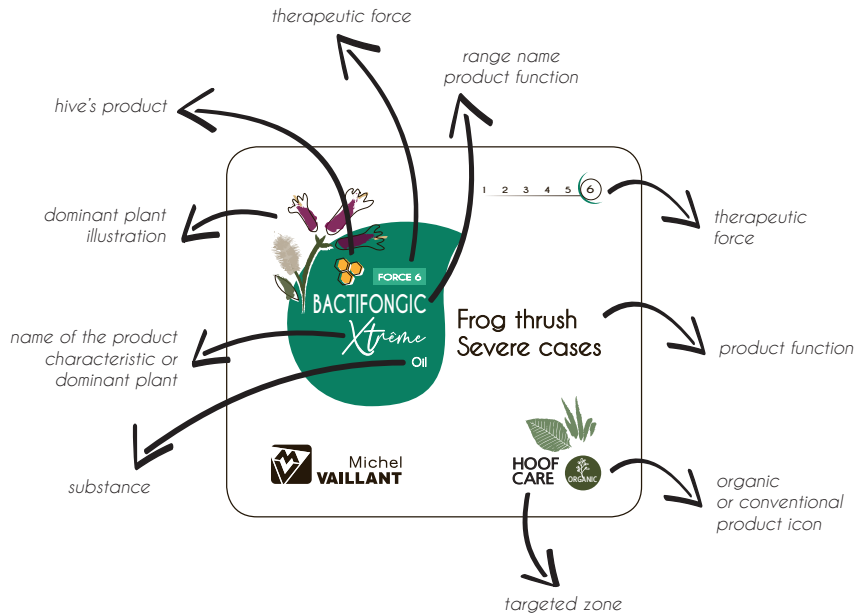 therapeutic force
range name
product function
hive's product
1 2 3 4 5 6
dominant plant
illustration
therapeutic
force
FORCE 6
BACTIFONGIC
Xtrême
Oil
Frog thrush
Severe cases
name of the product
characteristic or
dominant plant
product function
MV
Michel
VAILLANT
HOOF
CARE
ORGANIC
substance
organic
or conventional
product icon
targeted zone